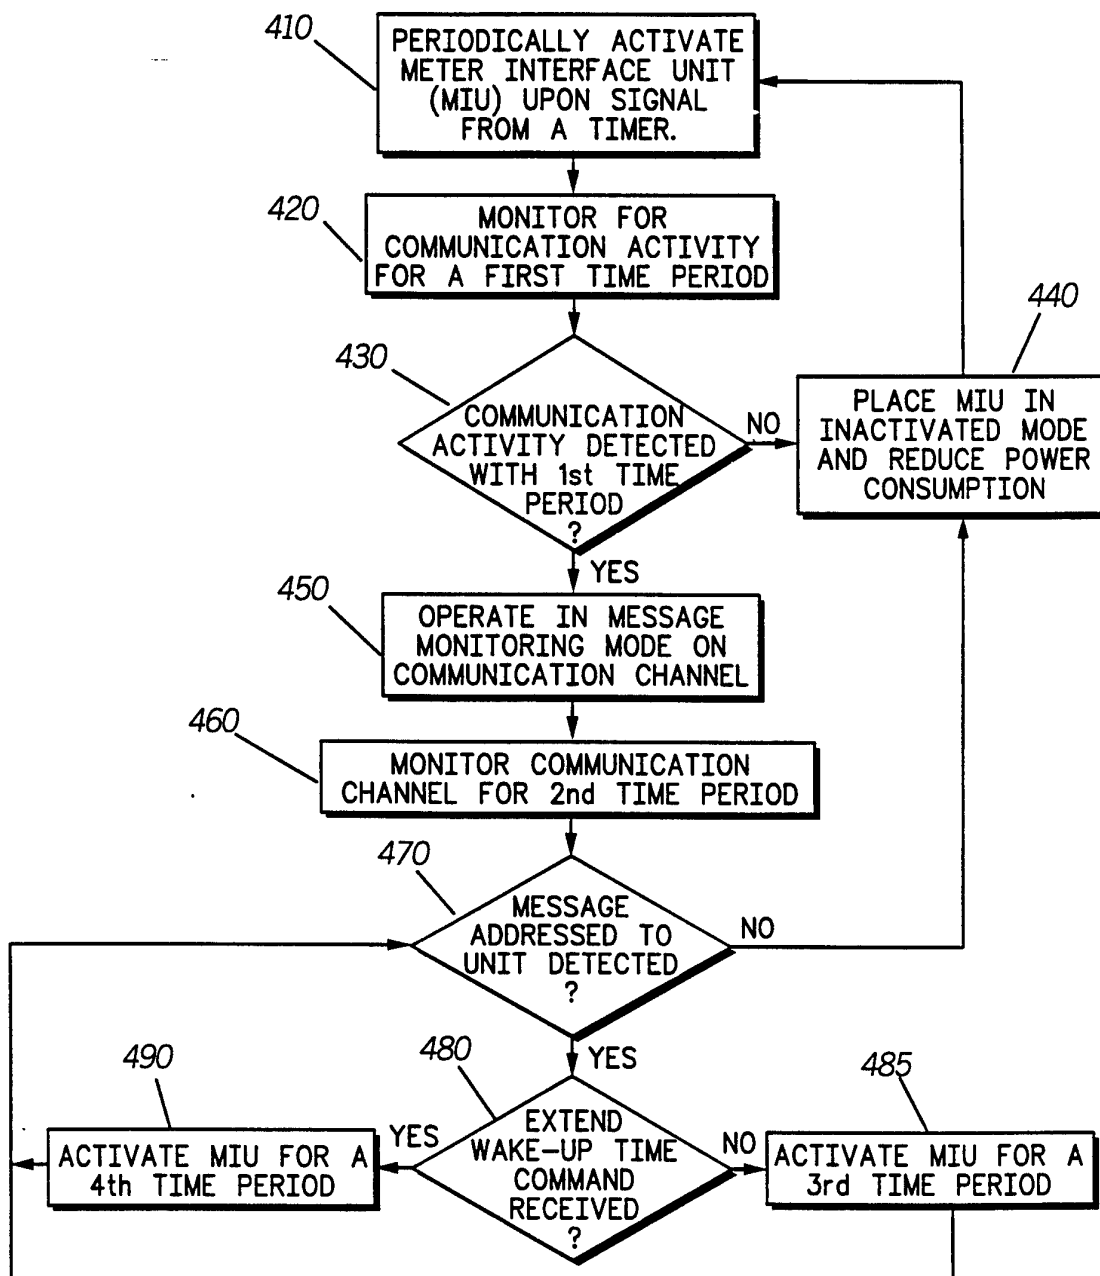 410
PERIODICALLY ACTIVATE
METER INTERFACE UNIT
(MIU) UPON SIGNAL
FROM A TIMER.
420
MONITOR FOR
COMMUNICATION ACTIVITY
FOR A FIRST TIME PERIOD
430
COMMUNICATION
ACTIVITY DETECTED
WITH 1st TIME
PERIOD
?
NO
440
PLACE MIU IN
INACTIVATED MODE
AND REDUCE POWER
CONSUMPTION
YES
450
OPERATE IN MESSAGE
MONITORING MODE ON
COMMUNICATION CHANNEL
460
MONITOR COMMUNICATION
CHANNEL FOR 2nd TIME PERIOD
470
MESSAGE
ADDRESSED TO
UNIT DETECTED
?
NO
YES
480
EXTEND
WAKE-UP TIME
COMMAND
RECEIVED
?
YES
490
ACTIVATE MIU FOR A
4th TIME PERIOD
NO
485
ACTIVATE MIU FOR A
3rd TIME PERIOD